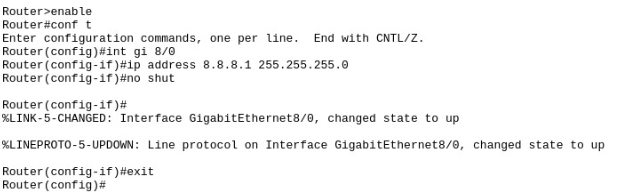 Router>enable
Router#conf t
Enter configuration commands, one per line.  End with CNTL/Z.
Router(config)#int gi 8/0
Router(config-if)#ip address 8.8.8.1 255.255.255.0
Router(config-if)#no shut
Router(config-if)#
%LINK-5-CHANGED: Interface GigabitEthernet8/0, changed state to up
%LINEPROTO-5-UPDOWN: Line protocol on Interface GigabitEthernet8/0, changed state to up
Router(config-if)#exit
Router(config)#